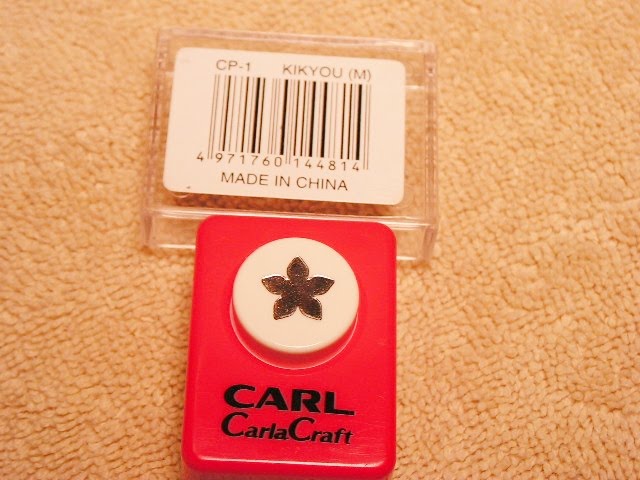 CP-1 KIKYOU (M)
4 971760 144814
MADE IN CHINA
CARL
CarlaCraft